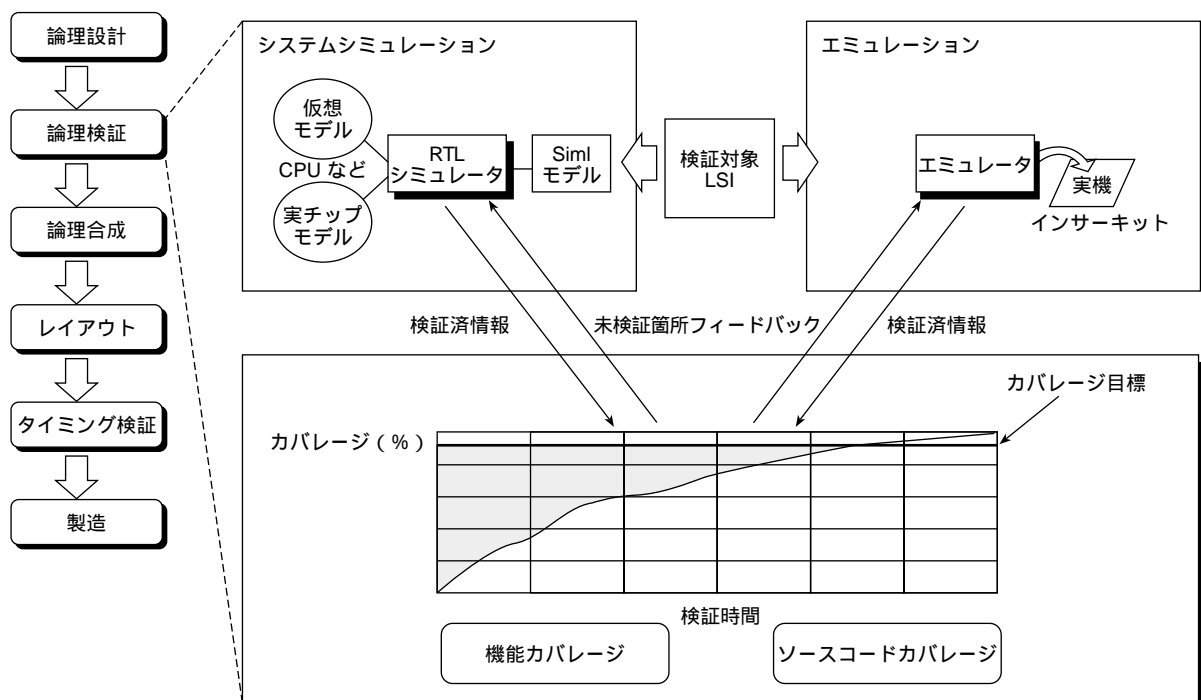 論理設計
論理検証
論理合成
レイアウト
タイミング検証
製造
システムシミュレーション
仮想
モデル
CPU など
実チップ
モデル
RTL
シミュレータ
Siml
モデル
検証対象
LSI
エミュレーション
エミュレータ
実機
インサーキット
検証済情報
未検証箇所フィードバック
検証済情報
カバレージ目標
カバレージ(%)
検証時間
機能カバレージ
ソースコードカバレージ